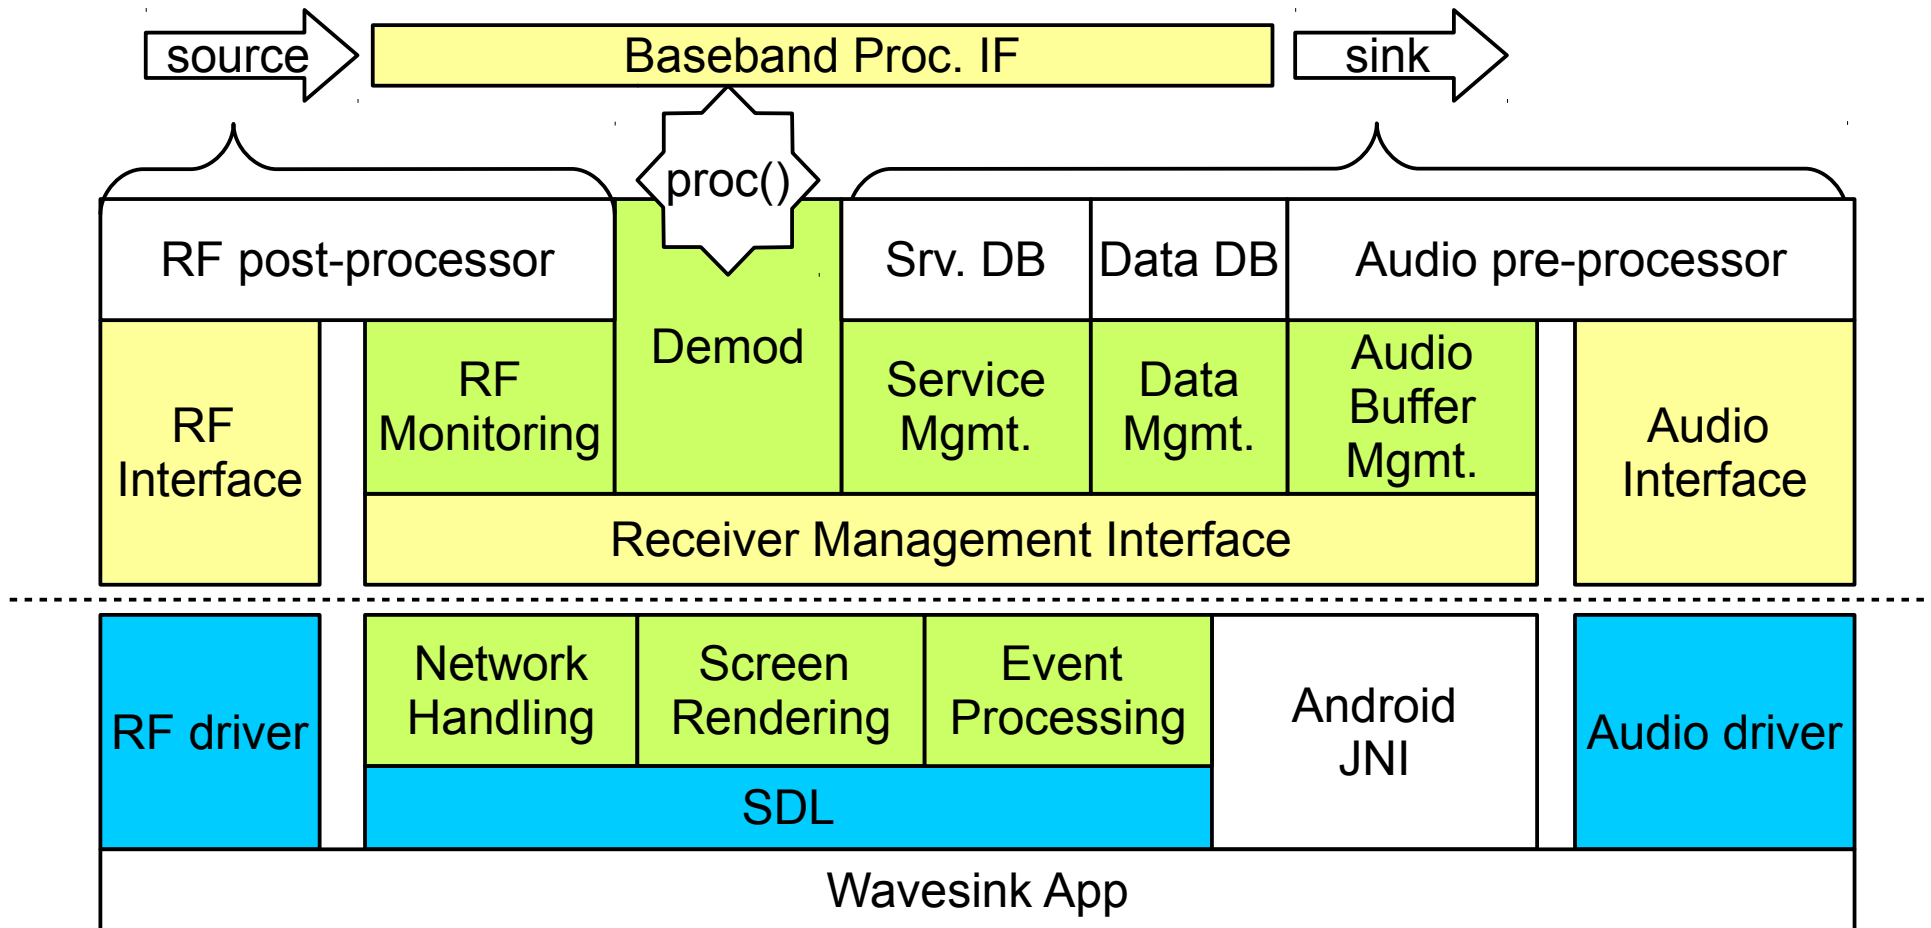 source
Baseband Proc. IF
sink
proc()
RF post-processor
Srv. DB
Data DB
Audio pre-processor
Demod
RF
Interface
RF
Monitoring
Service
Mgmt.
Data
Mgmt.
Audio
Buffer
Mgmt.
Audio
Interface
Receiver Management Interface
RF driver
Network
Handling
Screen
Rendering
Event
Processing
Android
JNI
Audio driver
SDL
Wavesink App